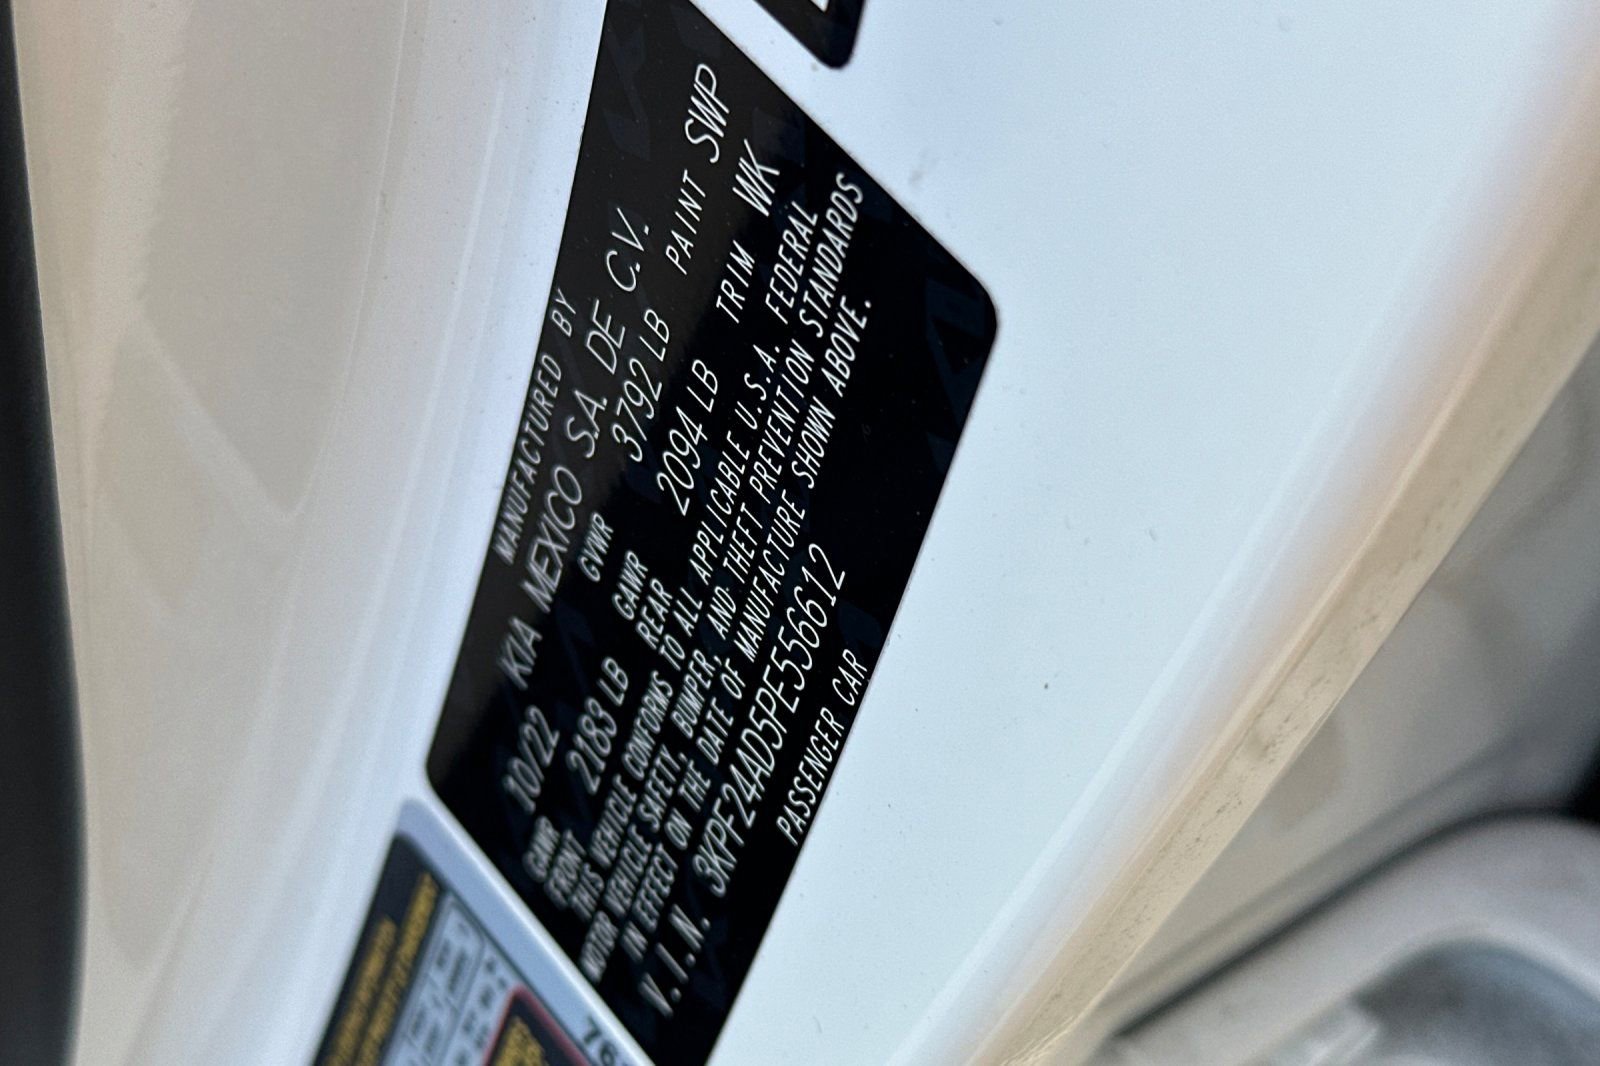 MANUFACTURED BY
10/22 KIA MEXICO S.A. DE C.V.
GVWR 3792 LB PAINT SWP
GAWR FRONT 2183 LB GAWR REAR 2094 LB TRIM WK
THIS VEHICLE CONFORMS TO ALL APPLICABLE U.S.A. FEDERAL
MOTOR VEHICLE SAFETY, BUMPER, AND THEFT PREVENTION STANDARDS
IN EFFECT ON THE DATE OF MANUFACTURE SHOWN ABOVE.
V.I.N. 3KPF24AD5PE556612
PASSENGER CAR